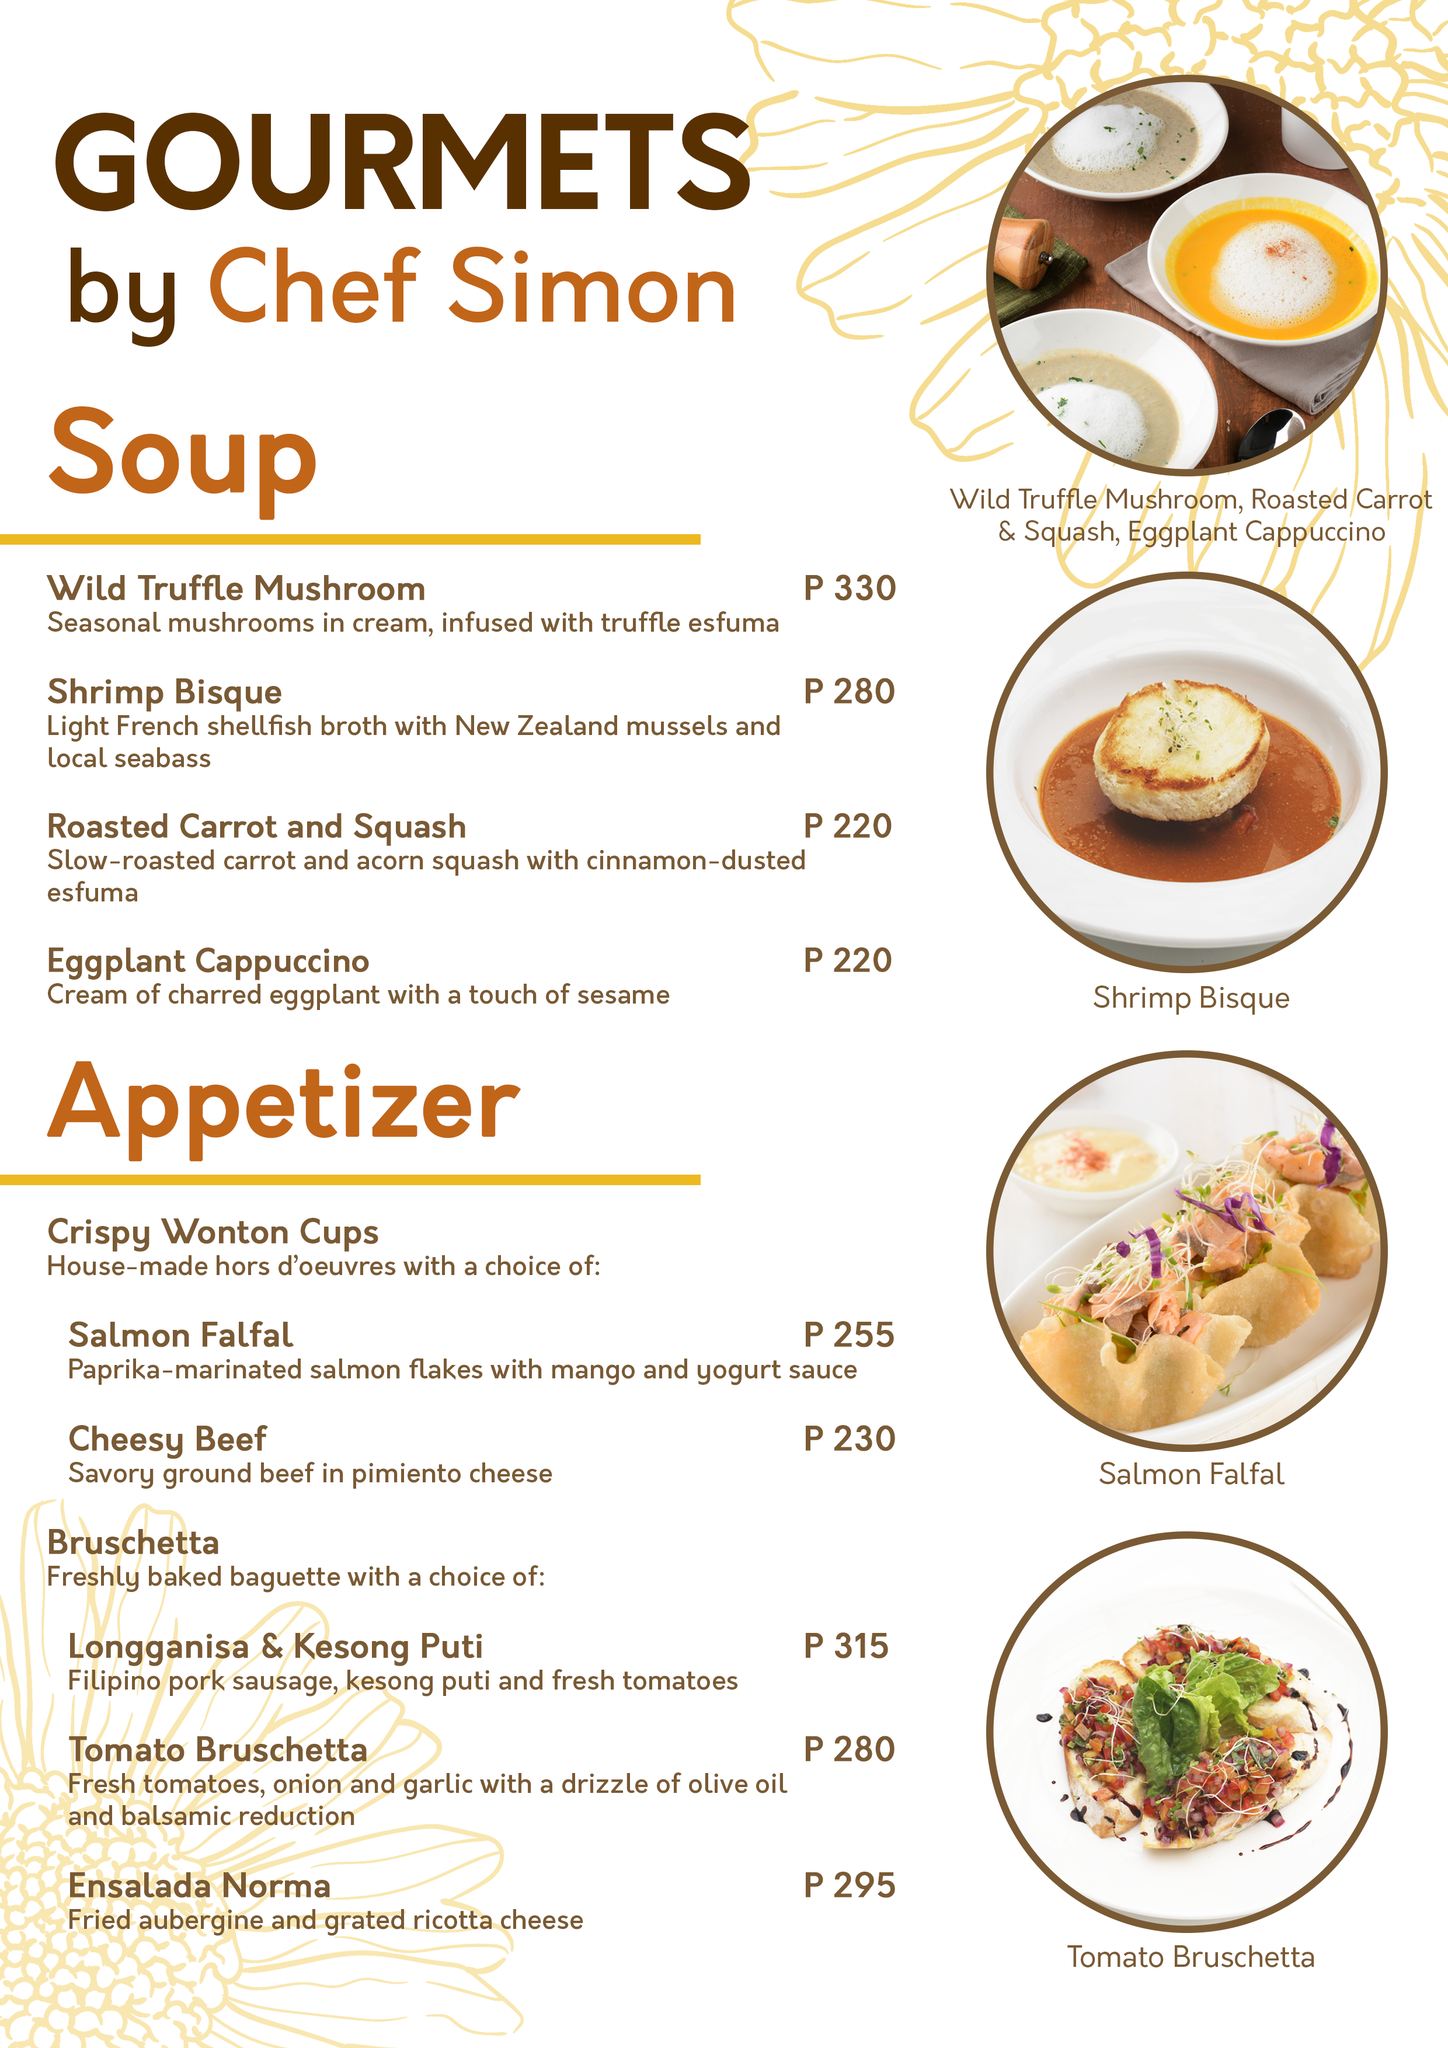 GOURMETS
by Chef Simon
Soup
Wild Truffle Mushroom P 330
Seasonal mushrooms in cream, infused with truffle esfuma
Shrimp Bisque P 280
Light French shellfish broth with New Zealand mussels and
local seabass
Roasted Carrot and Squash P 220
Slow-roasted carrot and acorn squash with cinnamon-dusted
esfuma
Eggplant Cappuccino P 220
Cream of charred eggplant with a touch of sesame
Appetizer
Crispy Wonton Cups
House-made hors d'oeuvres with a choice of:
Salmon Falfal P 255
Paprika-marinated salmon flakes with mango and yogurt sauce
Cheesy Beef P 230
Savory ground beef in pimiento cheese
Bruschetta
Freshly baked baguette with a choice of:
Longganisa & Kesong Puti P 315
Filipino pork sausage, kesong puti and fresh tomatoes
Tomato Bruschetta P 280
Fresh tomatoes, onion and garlic with a drizzle of olive oil
and balsamic reduction
Ensalada Norma P 295
Fried aubergine and grated ricotta cheese
Wild Truffle Mushroom, Roasted Carrot
& Squash, Eggplant Cappuccino
Shrimp Bisque
Salmon Falfal
Tomato Bruschetta